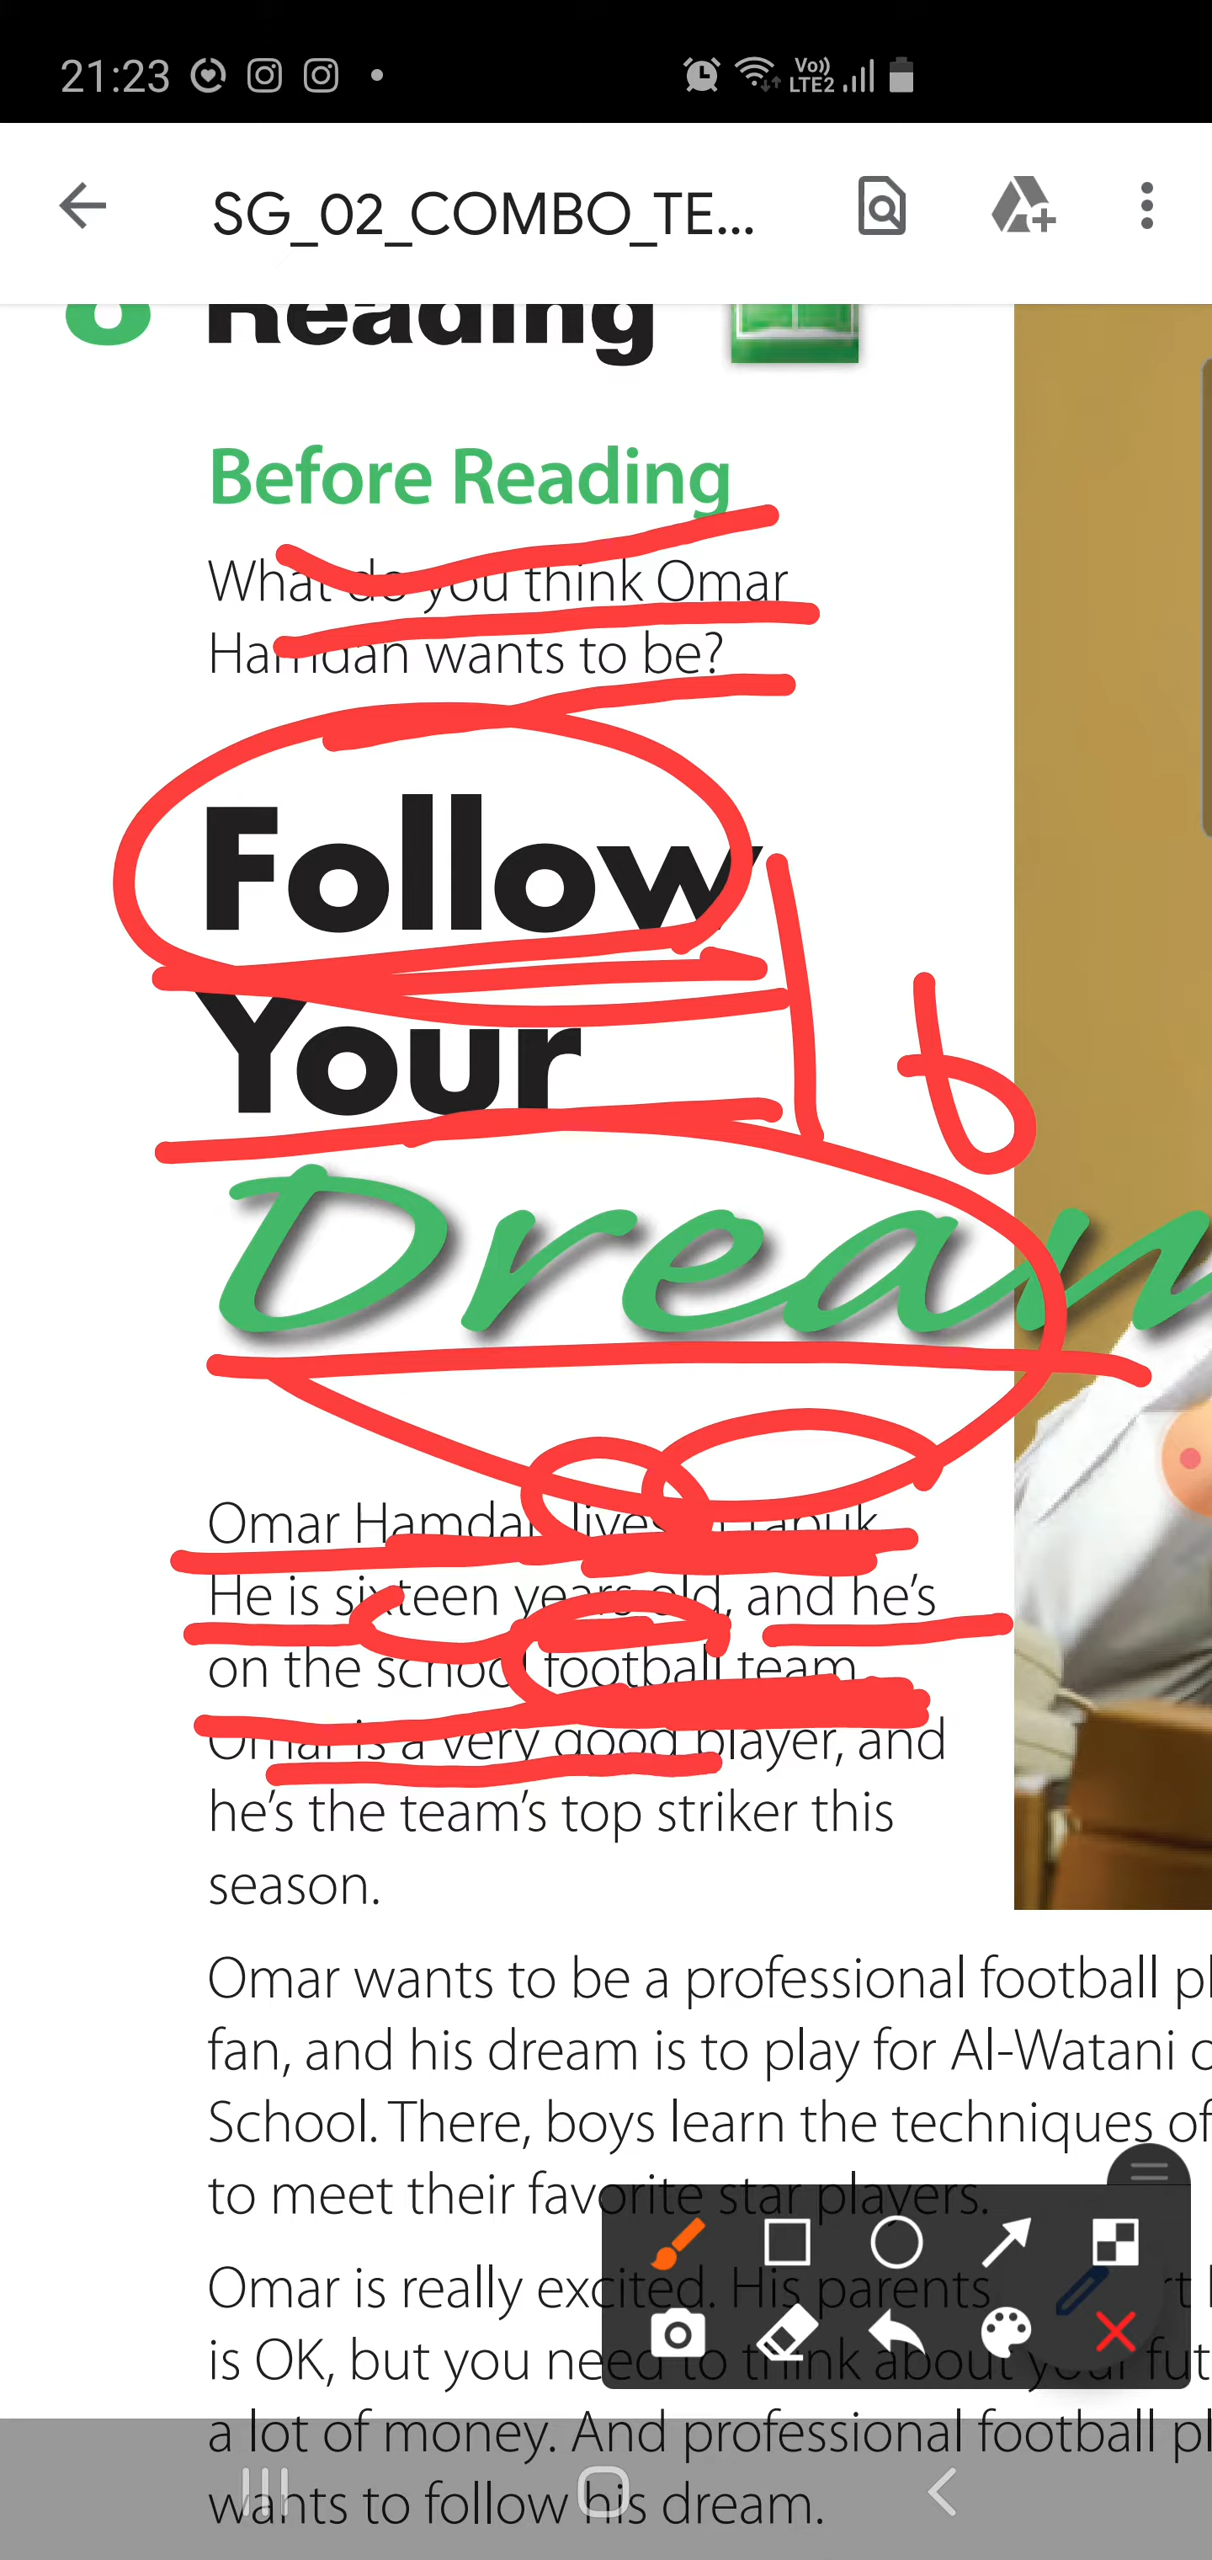 21:23
Vo))
LTE2
SG_02_COMBO_TE...
8 Reading
Before Reading
What do you think Omar
Hamdan wants to be?
Follow
Your
Dream
16
Omar Hamdan lives in Tabuk.
He is sixteen years old, and he's
on the school football team.
Omar is a very good player, and
he's the team's top striker this
season.
Omar wants to be a professional football pl
fan, and his dream is to play for Al-Watani o
School. There, boys learn the techniques of
to meet their favorite star players.
Omar is really excited. His parents
is OK, but you need to think about your fut
a lot of money. And professional football pl
wants to follow his dream.